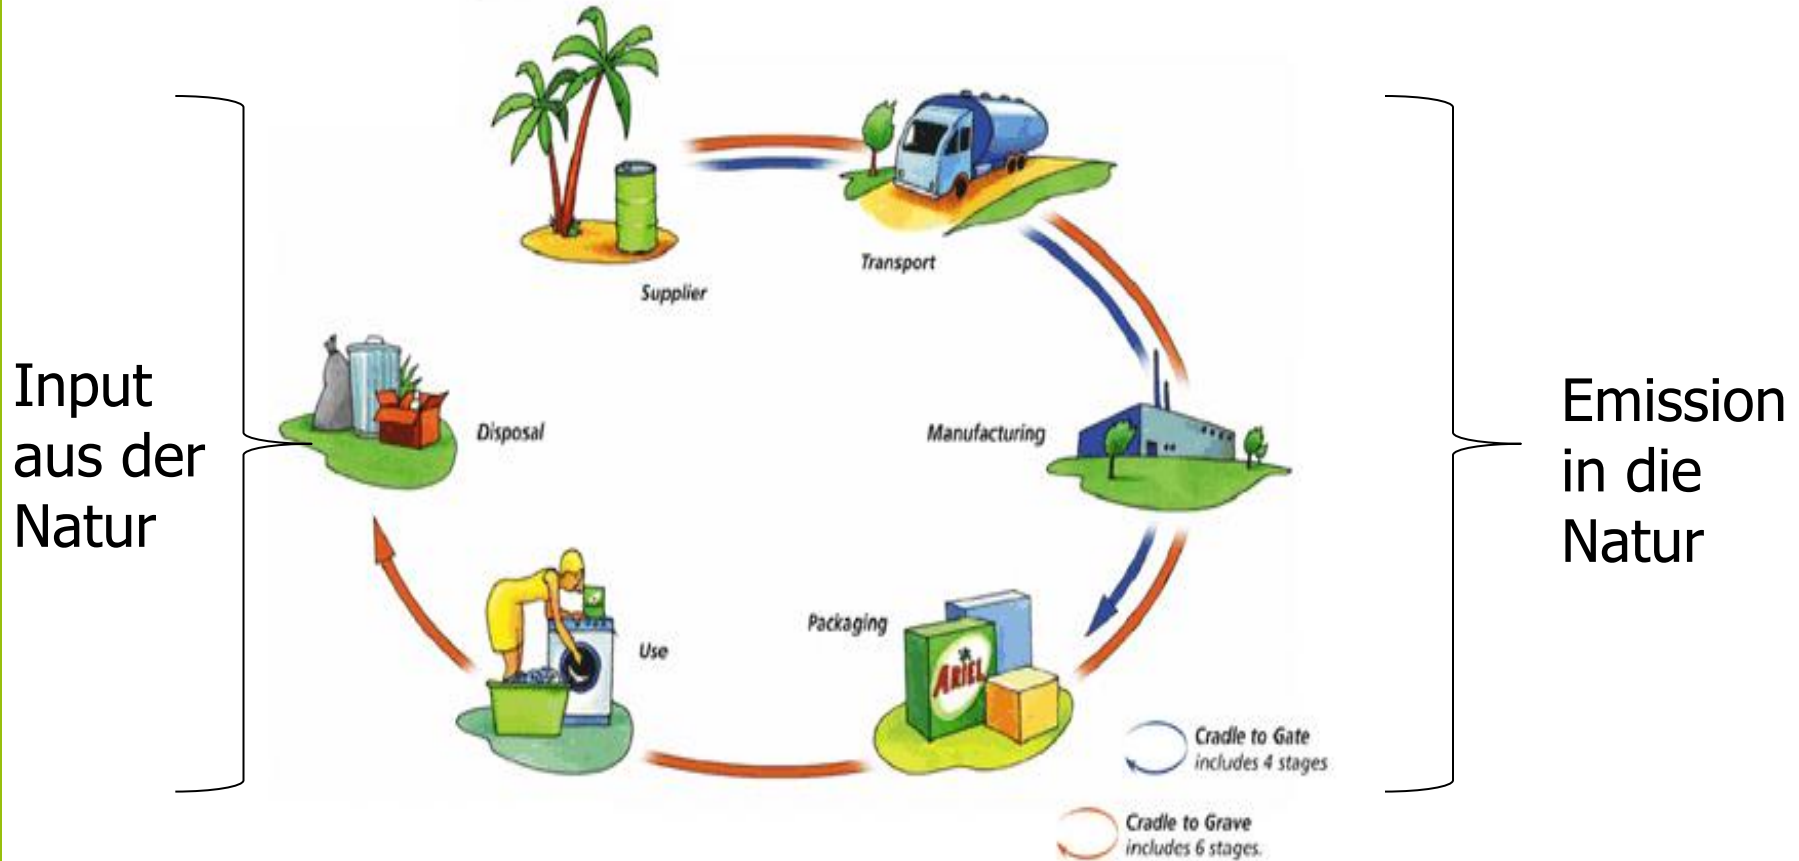 Transport
Supplier
Input
aus der
Natur
Disposal
Manufacturing
Emission
in die
Natur
Packaging
Use
ARIEL
Cradle to Gate
includes 4 stages
Cradle to Grave
includes 6 stages.